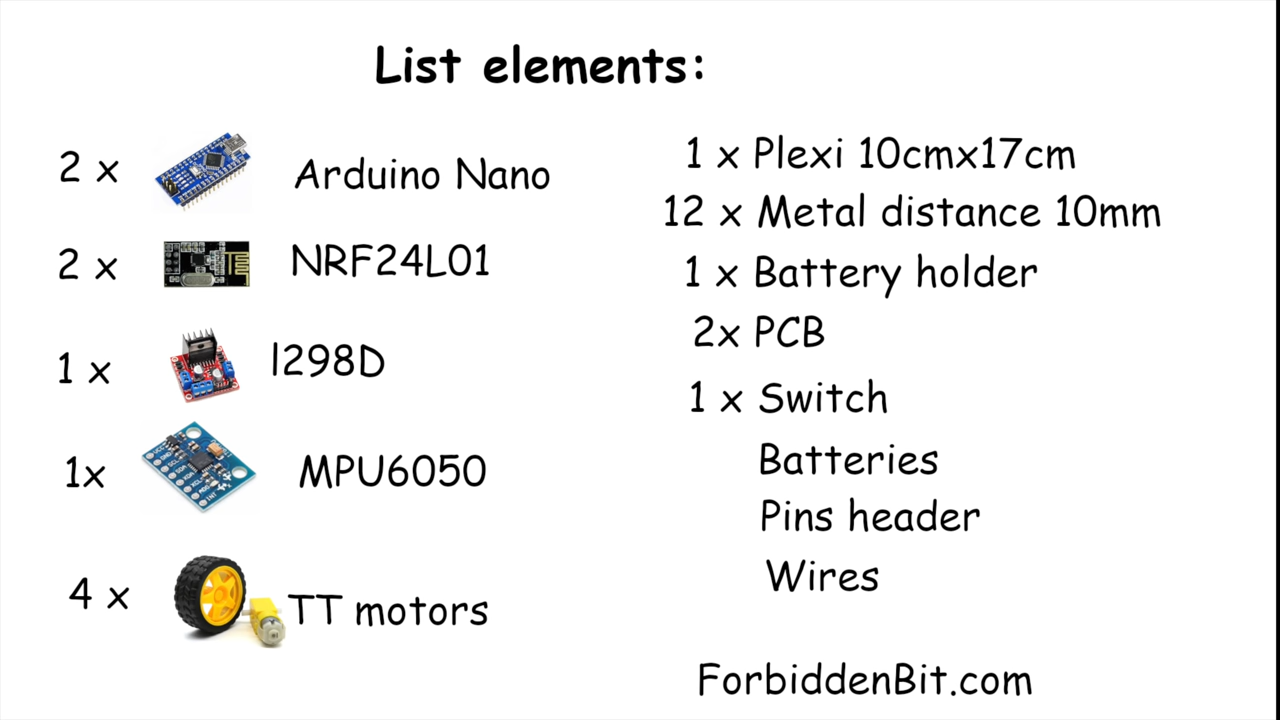 List elements:
2 x Arduino Nano
2 x NRF24L01
1 x l298D
1x MPU6050
4 x TT motors
1 x Plexi 10cmx17cm
12 x Metal distance 10mm
1 x Battery holder
2x PCB
1 x Switch
Batteries
Pins header
Wires
ForbiddenBit.com